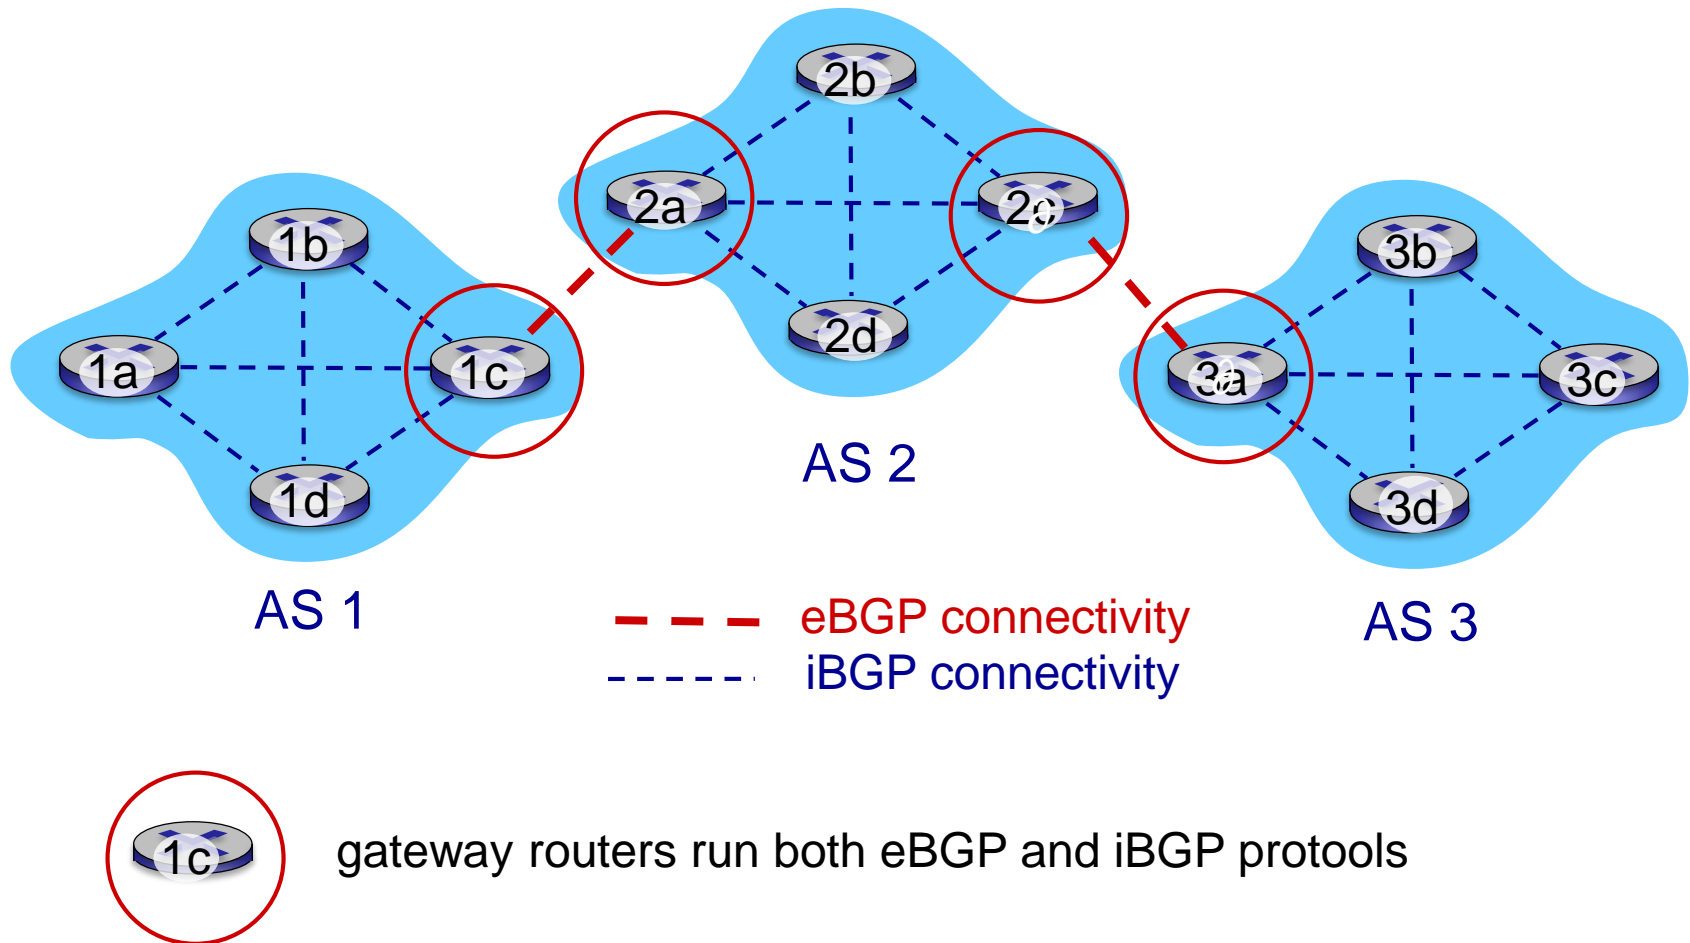 2b
2a
2c
2d
AS 2
1b
1a
1c
1d
AS 1
3b
3a
3c
3d
AS 3
eBGP connectivity
iBGP connectivity
1c
gateway routers run both eBGP and iBGP protools